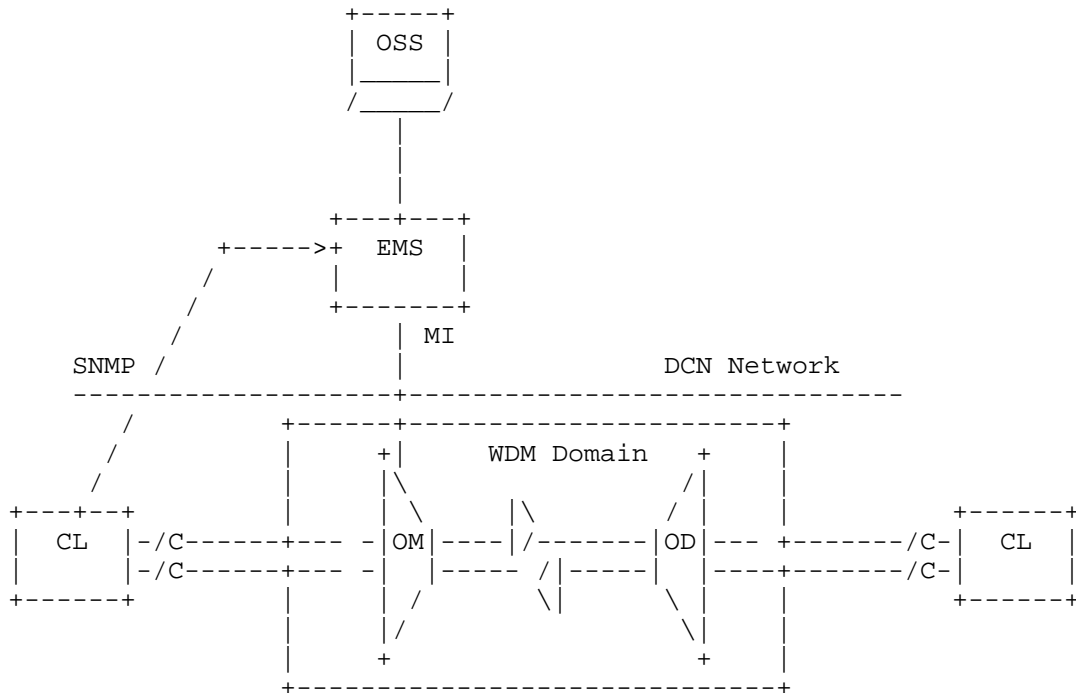 OSS
EMS
MI
SNMP DCN Network
WDM Domain
CL -/C OM OD /C- CL
-/C /C-